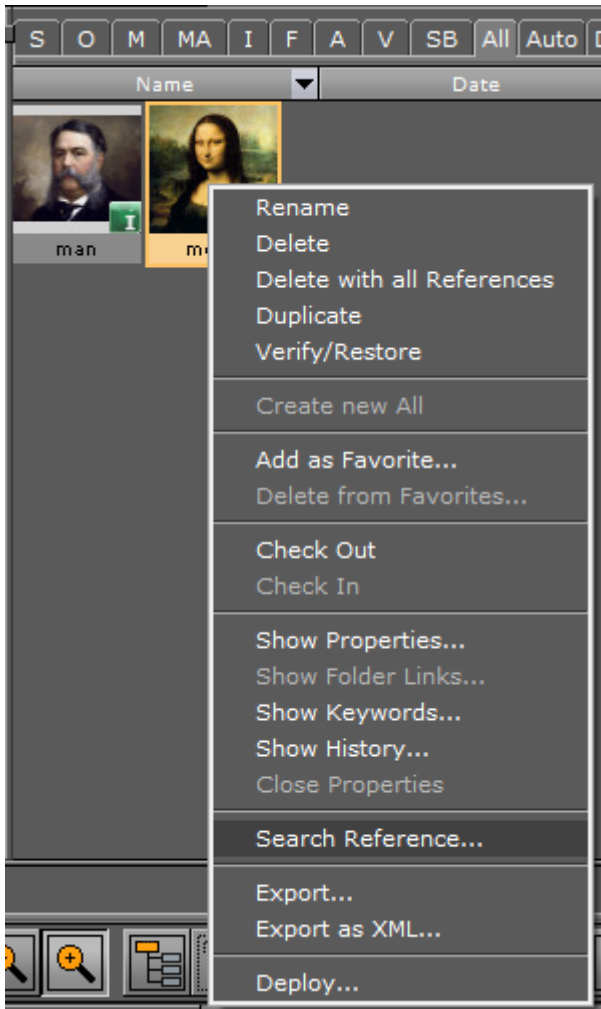 S O M MA I F A V SB All Auto
Name Date
I
man
Rename
Delete
Delete with all References
Duplicate
Verify/Restore
Create new All
Add as Favorite...
Delete from Favorites...
Check Out
Check In
Show Properties...
Show Folder Links...
Show Keywords...
Show History...
Close Properties
Search Reference...
Export...
Export as XML...
Deploy...